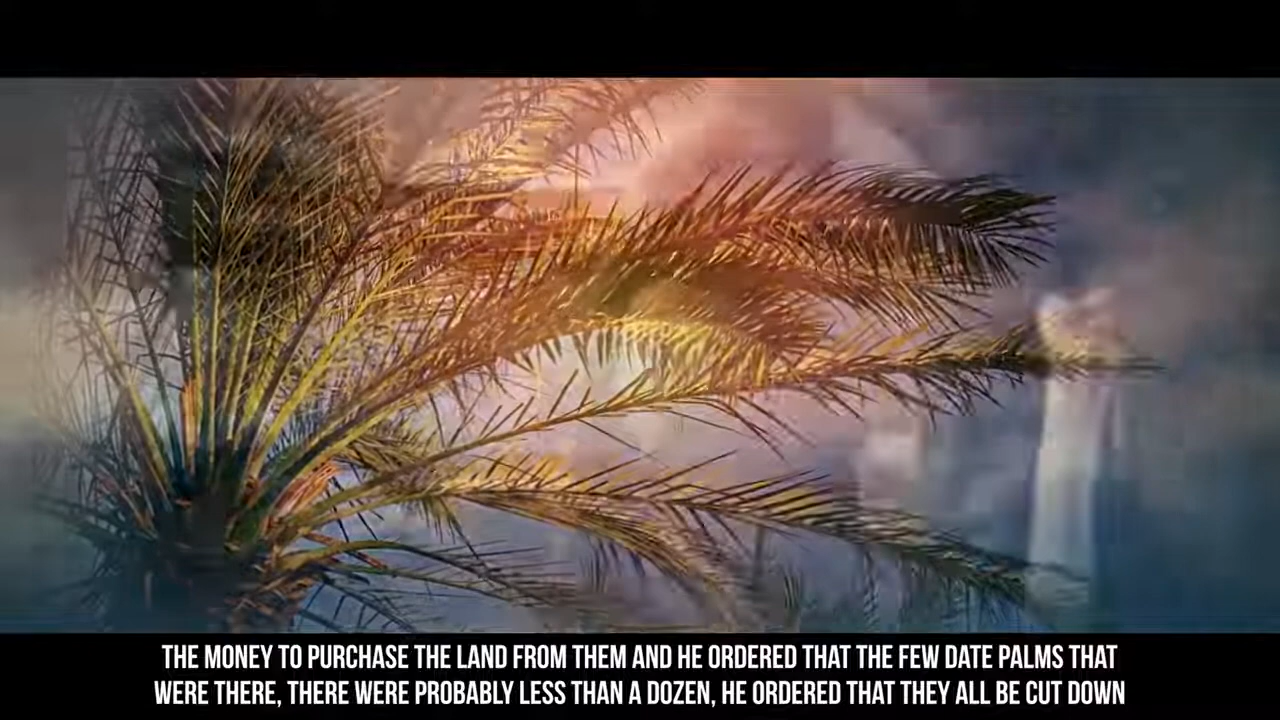 THE MONEY TO PURCHASE THE LAND FROM THEM AND HE ORDERED THAT THE FEW DATE PALMS THAT
WERE THERE, THERE WERE PROBABLY LESS THAN A DOZEN, HE ORDERED THAT THEY ALL BE CUT DOWN